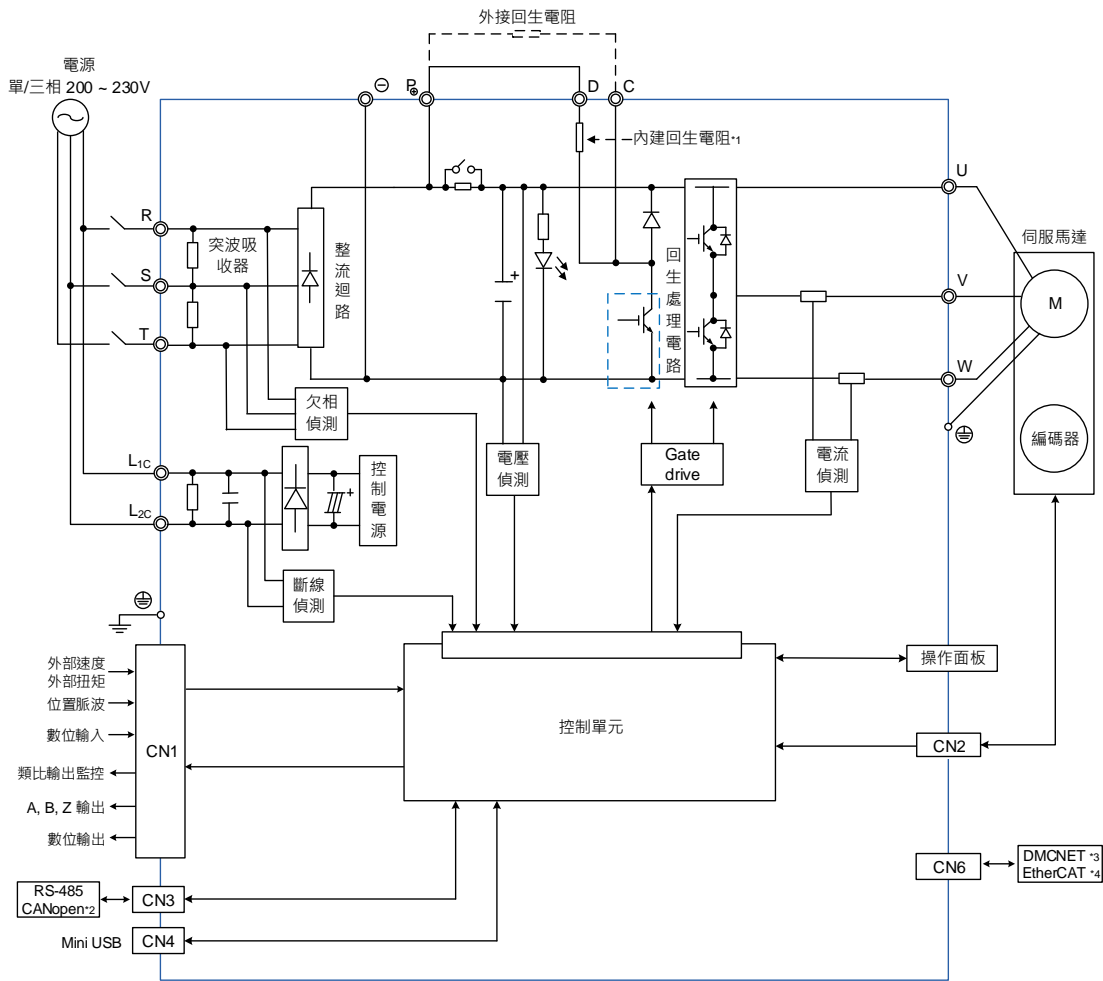 外接回生電阻
電源
單/三相 200 ~ 230V
⊖
P⊕
D
C
內建回生電阻*1
U
R
突波吸
收器
整流迴路
回生處理電路
伺服馬達
S
V
M
T
W
欠相
偵測
電壓
偵測
Gate
drive
電流
偵測
編碼器
L1C
控制電源
L2C
斷線
偵測
外部速度
外部扭矩
位置脈波
數位輸入
CN1
類比輸出監控
A, B, Z 輸出
數位輸出
控制單元
操作面板
CN2
CN6
DMCNET *3
EtherCAT *4
RS-485
CANopen*2
CN3
Mini USB
CN4